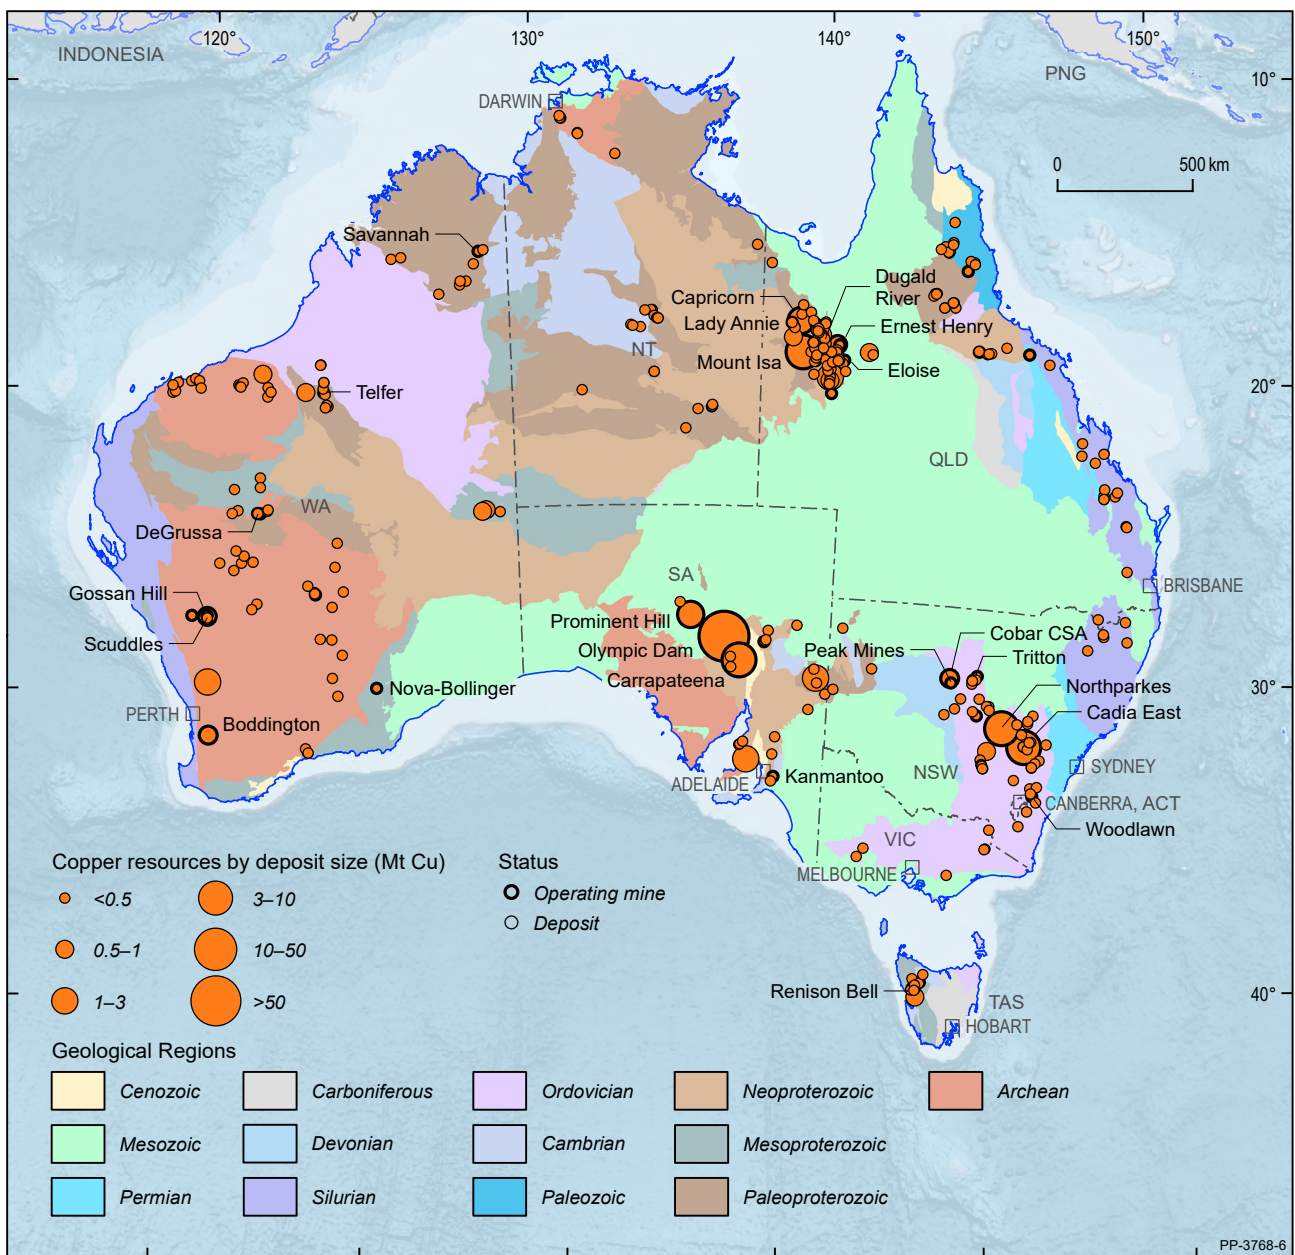 120°
130°
140°
150°
INDONESIA
PNG
10°
DARWIN
0
500 km
Savannah
Dugald
River
Capricorn
Lady Annie
Ernest Henry
NT
Mount Isa
Eloise
20°
Telfer
QLD
WA
DeGrussa
SA
BRISBANE
Gossan Hill
Prominent Hill
Cobar CSA
Scuddles
Olympic Dam
Peak Mines
Tritton
Carrapateena
Nova-Bollinger
Northparkes
30°
PERTH
Boddington
Cadia East
NSW
SYDNEY
ADELAIDE
Kanmantoo
CANBERRA, ACT
Woodlawn
VIC
MELBOURNE
Copper resources by deposit size (Mt Cu)
<0.5
3–10
0.5–1
10–50
1–3
>50
Status
Operating mine
Deposit
Renison Bell
TAS
40°
HOBART
Geological Regions
Cenozoic
Carboniferous
Ordovician
Neoproterozoic
Archean
Mesozoic
Devonian
Cambrian
Mesoproterozoic
Permian
Silurian
Paleozoic
Paleoproterozoic
PP-3768-6